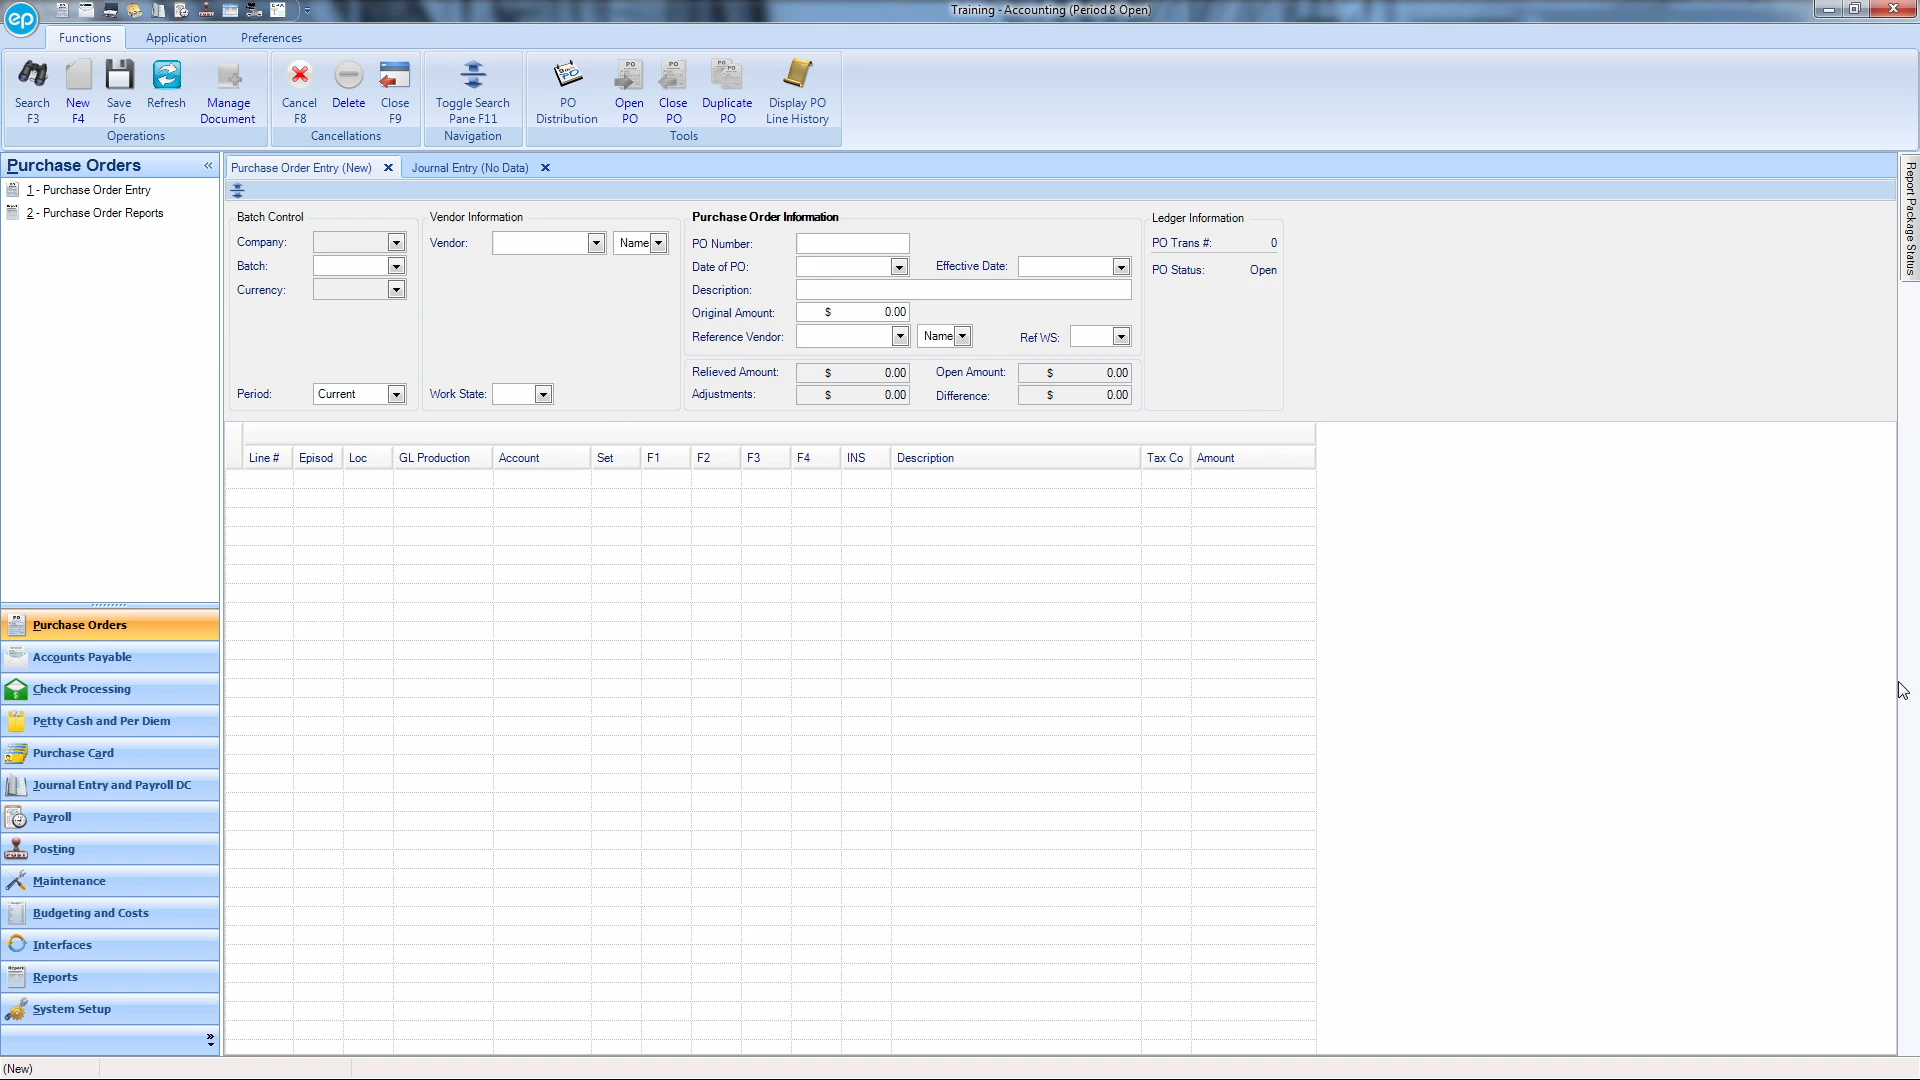 Training - Accounting (Period 8 Open)
ep
Functions Application Preferences
Search F3 New F4 Save F6 Refresh Manage Document
Operations
Cancel F8 Delete Close F9
Cancellations
Toggle Search Pane F11
Navigation
PO Distribution Open PO Close PO Duplicate PO Display PO Line History
Tools
Purchase Orders «
1 - Purchase Order Entry
2 - Purchase Order Reports
Purchase Order Entry (New) Journal Entry (No Data)
Report Package Status
Batch Control
Company:
Batch:
Currency:
Period: Current
Vendor Information
Vendor: Name
Work State:
Purchase Order Information
PO Number:
Date of PO: Effective Date:
Description:
Original Amount: $ 0.00
Reference Vendor: Name Ref WS:
Relieved Amount: $ 0.00 Open Amount: $ 0.00
Adjustments: $ 0.00 Difference: $ 0.00
Ledger Information
PO Trans #: 0
PO Status: Open
Line # Episod Loc GL Production Account Set F1 F2 F3 F4 INS Description Tax Co Amount
Purchase Orders
Accounts Payable
Check Processing
Petty Cash and Per Diem
Purchase Card
Journal Entry and Payroll DC
Payroll
Posting
Maintenance
Budgeting and Costs
Interfaces
Reports
System Setup
(New)